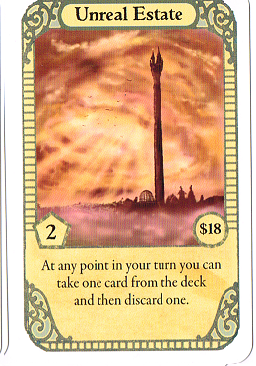 Unreal Estate
2
$18
At any point in your turn you can
take one card from the deck
and then discard one.